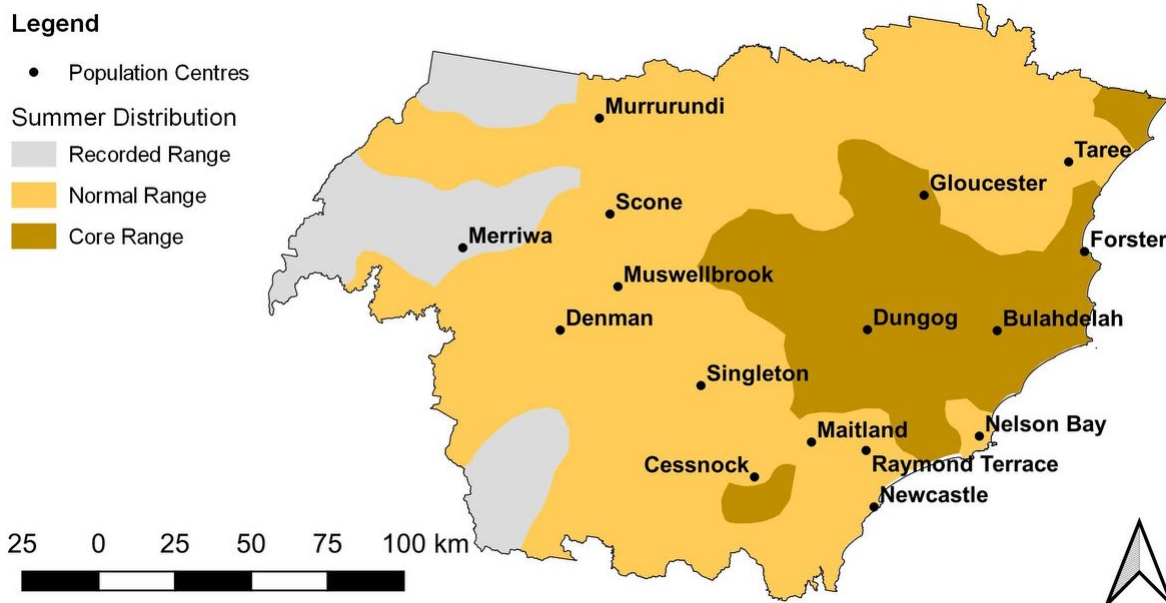 Legend
Population Centres
Summer Distribution
Recorded Range
Normal Range
Core Range
Murrurundi
Taree
Gloucester
Scone
Merriwa
Forster
Muswellbrook
Denman
Dungog
Bulahdelah
Singleton
Maitland
Nelson Bay
Cessnock
Raymond Terrace
Newcastle
25 0 25 50 75 100 km